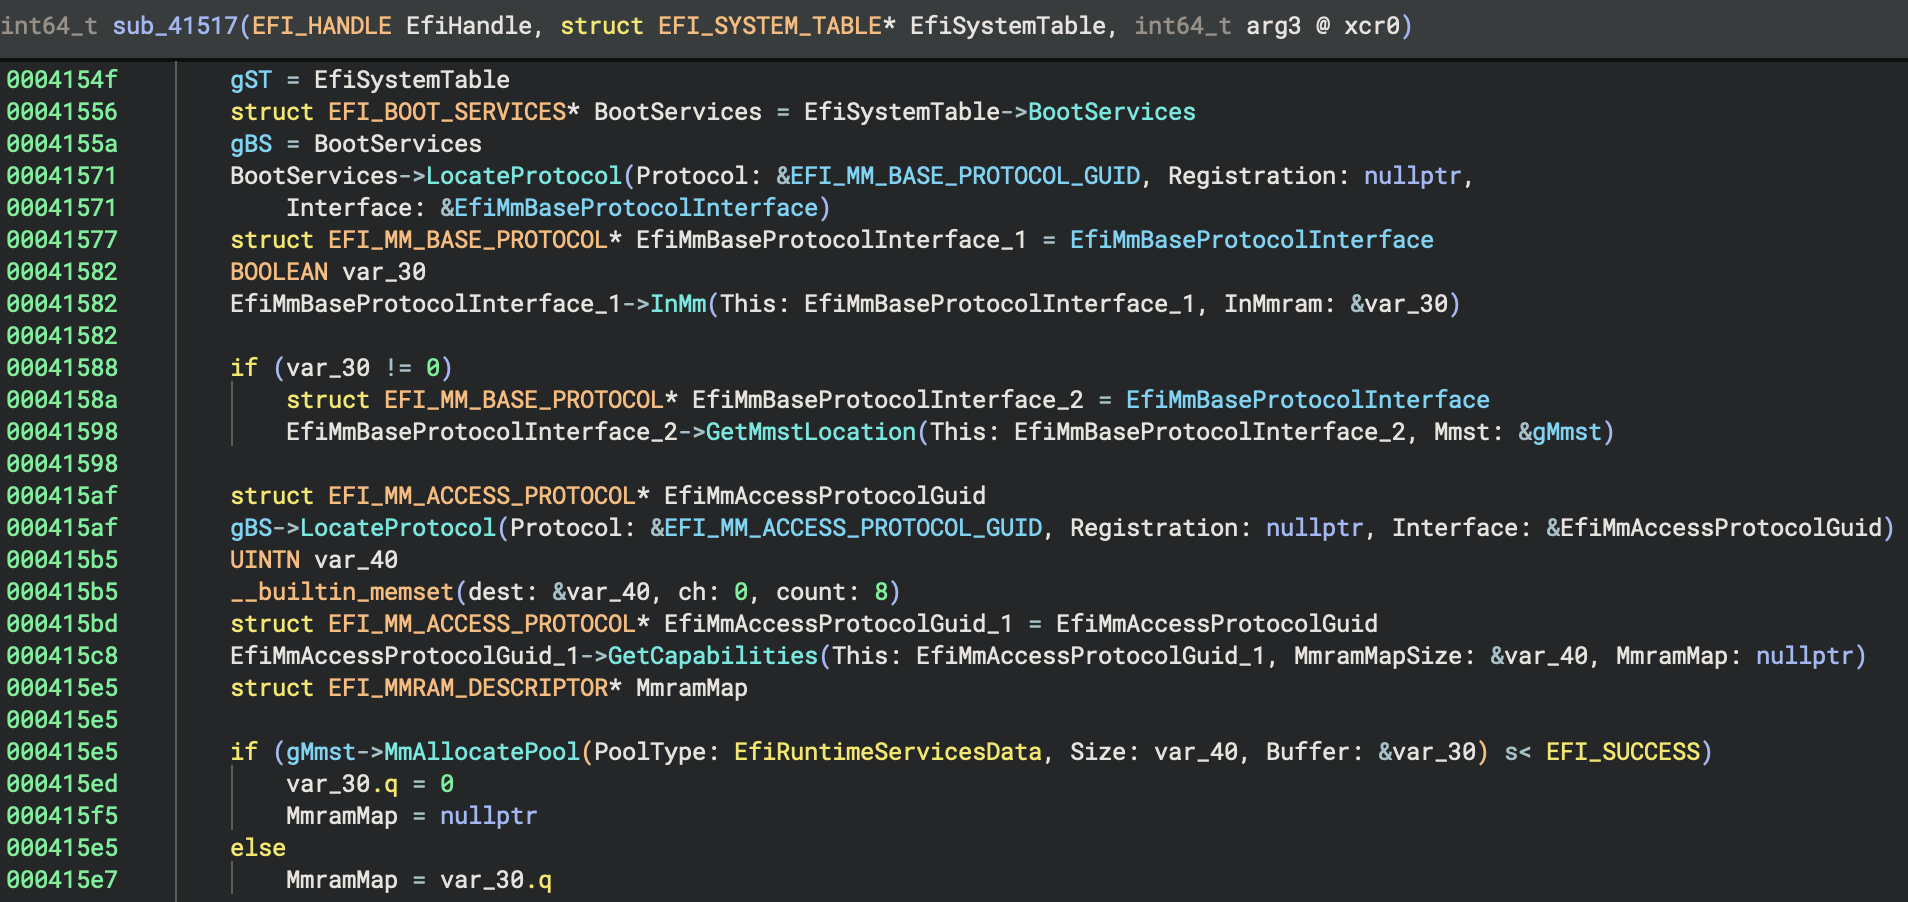 int64_t sub_41517(EFI_HANDLE EfiHandle, struct EFI_SYSTEM_TABLE* EfiSystemTable, int64_t arg3 @ xcr0)
0004154f gST = EfiSystemTable
00041556 struct EFI_BOOT_SERVICES* BootServices = EfiSystemTable->BootServices
0004155a gBS = BootServices
00041571 BootServices->LocateProtocol(Protocol: &EFI_MM_BASE_PROTOCOL_GUID, Registration: nullptr,
00041571 Interface: &EfiMmBaseProtocolInterface)
00041577 struct EFI_MM_BASE_PROTOCOL* EfiMmBaseProtocolInterface_1 = EfiMmBaseProtocolInterface
00041582 BOOLEAN var_30
00041582 EfiMmBaseProtocolInterface_1->InMm(This: EfiMmBaseProtocolInterface_1, InMmram: &var_30)
00041582
00041588 if (var_30 != 0)
0004158a struct EFI_MM_BASE_PROTOCOL* EfiMmBaseProtocolInterface_2 = EfiMmBaseProtocolInterface
00041598 EfiMmBaseProtocolInterface_2->GetMmstLocation(This: EfiMmBaseProtocolInterface_2, Mmst: &gMmst)
00041598
000415af struct EFI_MM_ACCESS_PROTOCOL* EfiMmAccessProtocolGuid
000415af gBS->LocateProtocol(Protocol: &EFI_MM_ACCESS_PROTOCOL_GUID, Registration: nullptr, Interface: &EfiMmAccessProtocolGuid)
000415b5 UINTN var_40
000415b5 __builtin_memset(dest: &var_40, ch: 0, count: 8)
000415bd struct EFI_MM_ACCESS_PROTOCOL* EfiMmAccessProtocolGuid_1 = EfiMmAccessProtocolGuid
000415c8 EfiMmAccessProtocolGuid_1->GetCapabilities(This: EfiMmAccessProtocolGuid_1, MmramMapSize: &var_40, MmramMap: nullptr)
000415e5 struct EFI_MMRAM_DESCRIPTOR* MmramMap
000415e5
000415e5 if (gMmst->MmAllocatePool(PoolType: EfiRuntimeServicesData, Size: var_40, Buffer: &var_30) s< EFI_SUCCESS)
000415ed var_30.q = 0
000415f5 MmramMap = nullptr
000415e5 else
000415e7 MmramMap = var_30.q